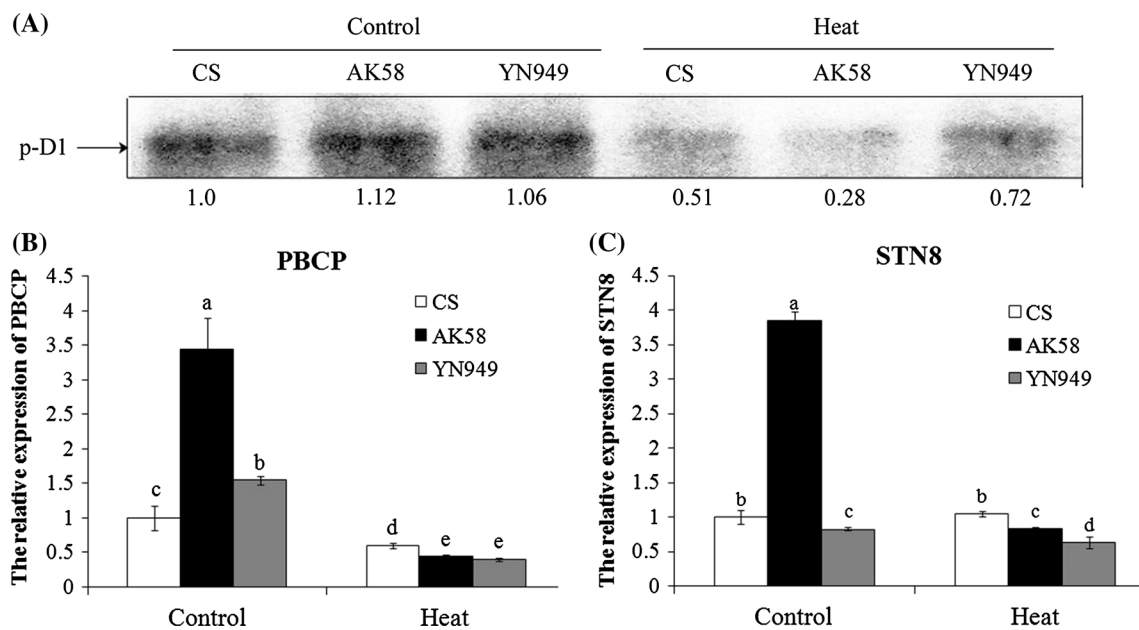 (A)
Control
Heat
CS AK58 YN949 CS AK58 YN949
p-D1
1.0 1.12 1.06 0.51 0.28 0.72
(B)
PBCP
The relative expression of PBCP
4.5
4
3.5
3
2.5
2
1.5
1
0.5
0
CS
AK58
YN949
c
a
b
d
e
e
Control
Heat
(C)
STN8
The relative expression of STN8
4.5
4
3.5
3
2.5
2
1.5
1
0.5
0
CS
AK58
YN949
b
a
c
b
c
d
Control
Heat